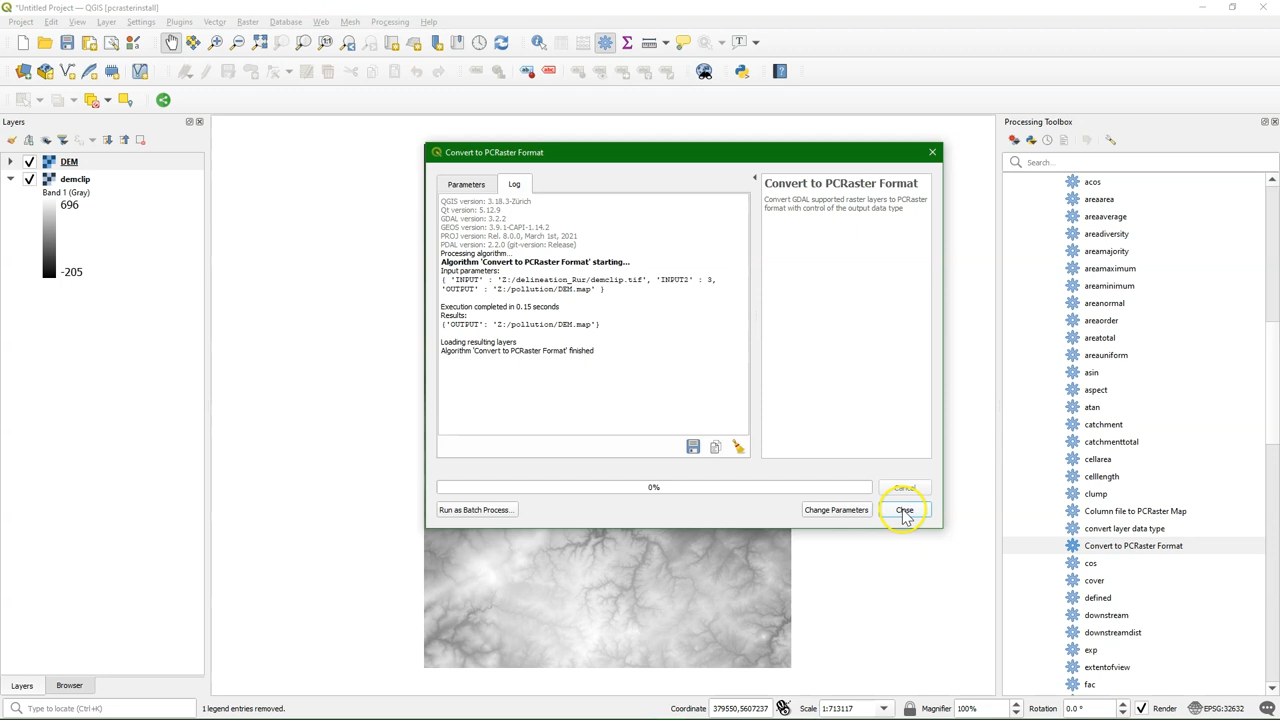 *Untitled Project — QGIS [pcrasterinstall]
Project Edit View Layer Settings Plugins Vector Raster Database Web Mesh Processing Help
Layers
DEM
demclip
Band 1 (Gray)
696
-205
Layers
Browser
Convert to PCRaster Format
Parameters
Log
QGIS version: 3.18.3-Zürich
Qt version: 5.12.9
GDAL version: 3.2.2
GEOS version: 3.9.1-CAPI-1.14.2
PROJ version: Rel. 8.0.0, March 1st, 2021
PDAL version: 2.2.0 (git-version: Release)
Processing algorithm...
Algorithm 'Convert to PCRaster Format' starting...
Input parameters:
{ 'INPUT' : 'Z:/delineation_Rur/demclip.tif', 'INPUT2' : 3,
'OUTPUT' : 'Z:/pollution/DEM.map' }
Execution completed in 0.15 seconds
Results:
{'OUTPUT': 'Z:/pollution/DEM.map'}
Loading resulting layers
Algorithm 'Convert to PCRaster Format' finished
Convert to PCRaster Format
Convert GDAL supported raster layers to PCRaster
format with control of the output data type
0%
Cancel
Run as Batch Process...
Change Parameters
Close
Processing Toolbox
Search...
acos
areaarea
areaaverage
areadiversity
areamajority
areamaximum
areaminimum
areanormal
areaorder
areatotal
areauniform
asin
aspect
atan
catchment
catchmenttotal
cellarea
celllength
clump
Column file to PCRaster Map
convert layer data type
Convert to PCRaster Format
cos
cover
defined
downstream
downstreamdist
exp
extentofview
fac
Type to locate (Ctrl+K)
1 legend entries removed.
Coordinate 379550,5607237
Scale 1:713117
Magnifier 100%
Rotation 0.0 °
Render
EPSG:32632